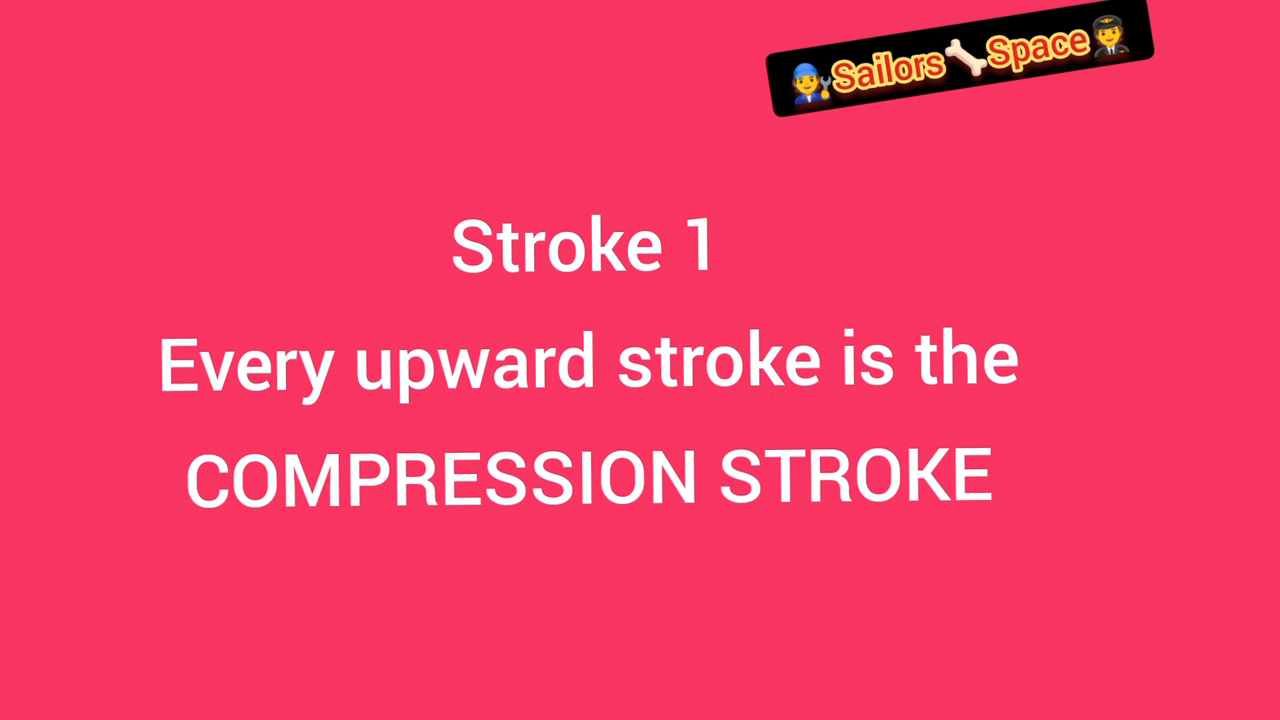 👨‍🔧Sailors🦴Space👨‍✈️
Stroke 1
Every upward stroke is the
COMPRESSION STROKE